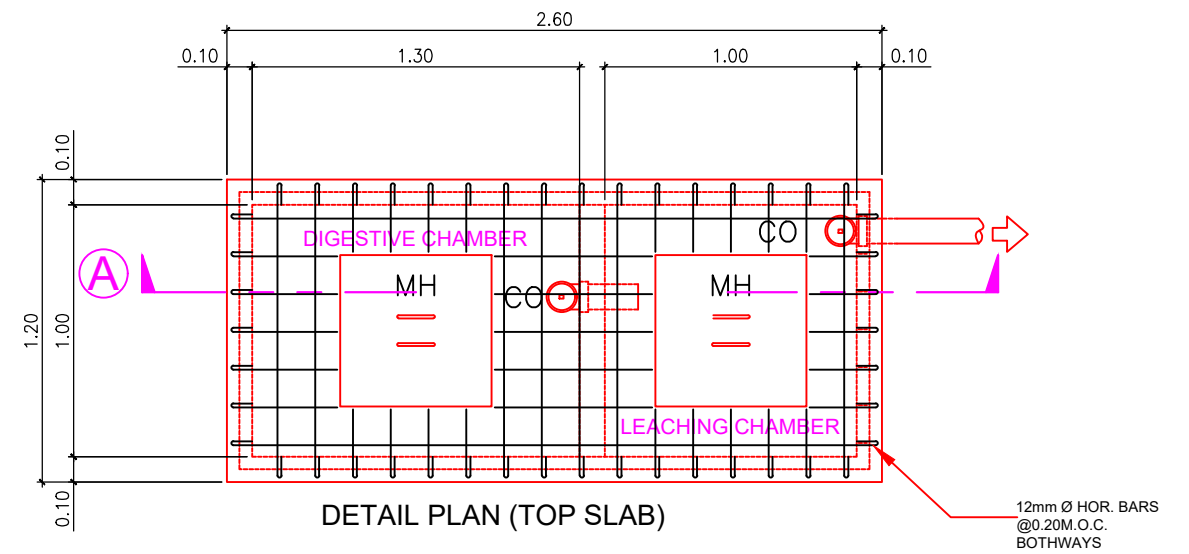 2.60
0.10
1.30
1.00
0.10
0.10
1.20
1.00
0.10
DIGESTIVE CHAMBER
CO
A
MH
CO
MH
LEACHING CHAMBER
DETAIL PLAN (TOP SLAB)
12mm Ø HOR. BARS
@0.20M.O.C.
BOTHWAYS